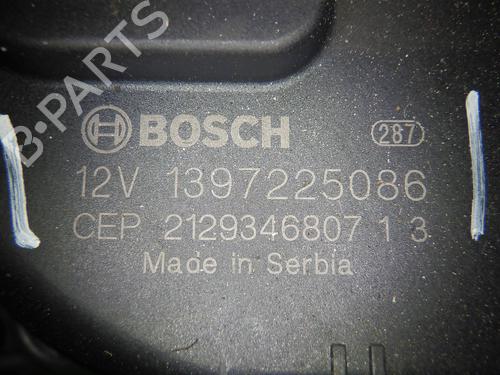 B-PARTS
BOSCH
287
12V 1397225086
CEP 2129346807 1 3
Made in Serbia